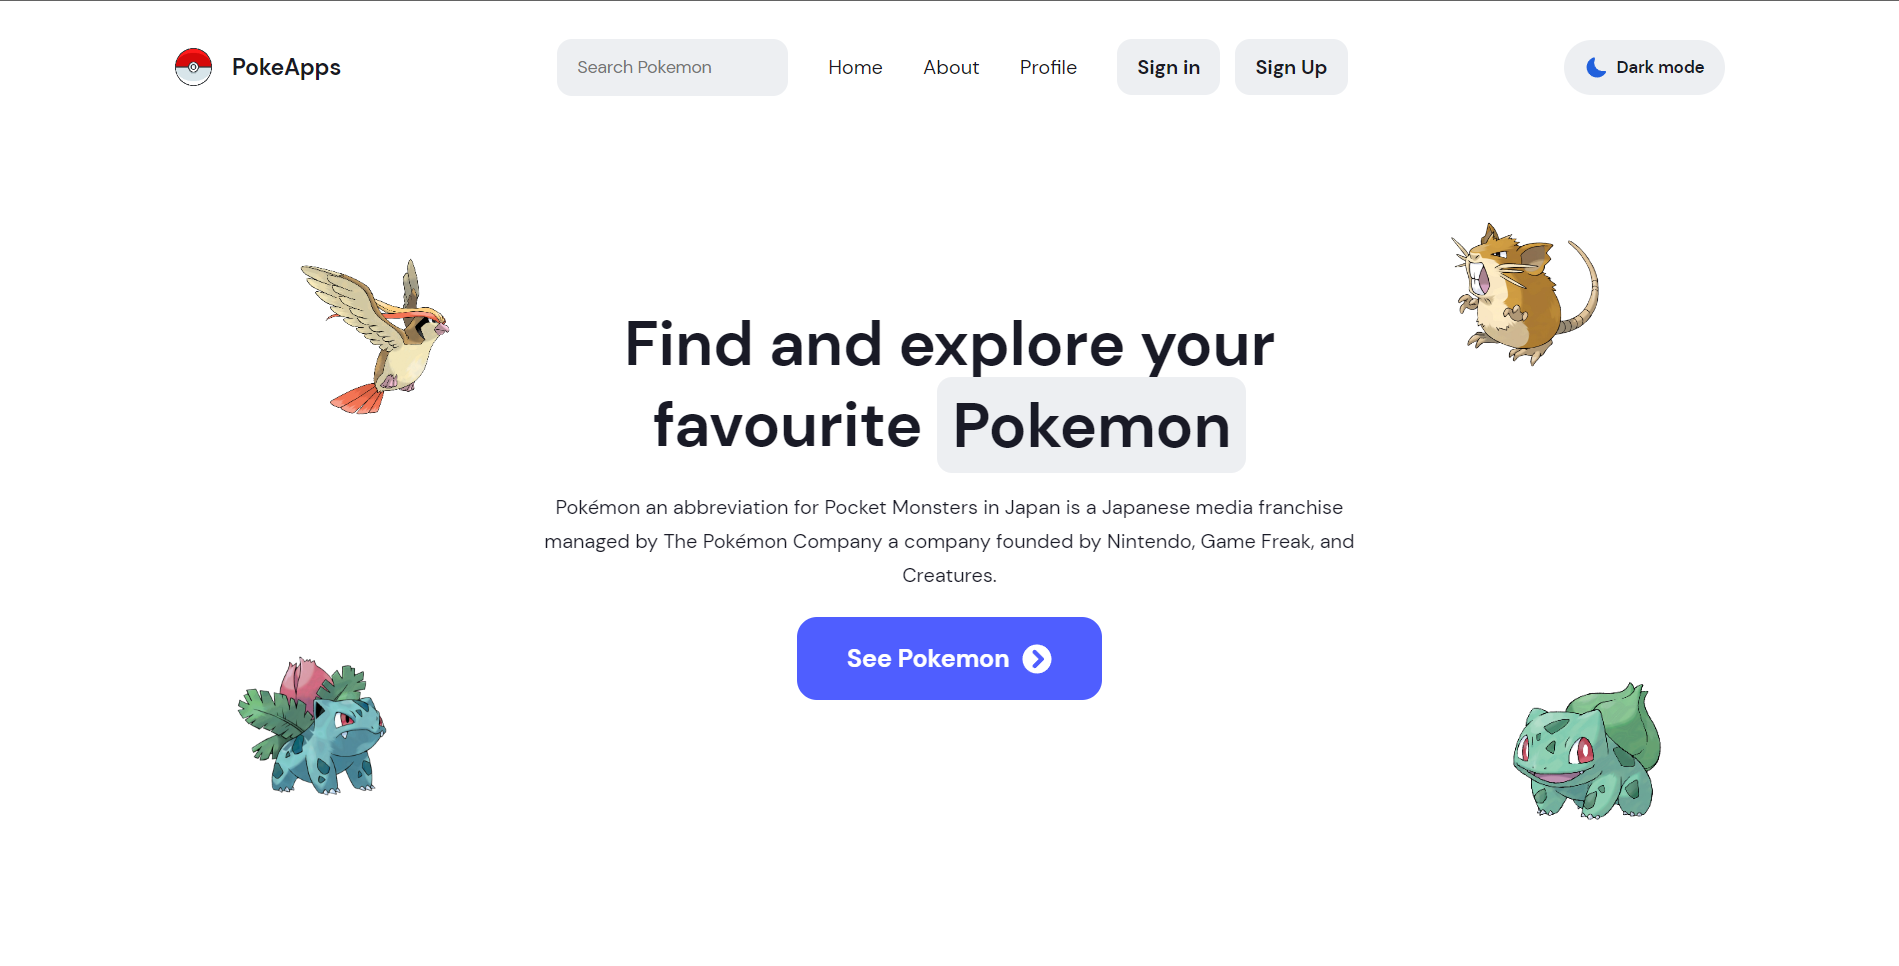 PokeApps
Search Pokemon
Home
About
Profile
Sign in
Sign Up
Dark mode
Find and explore your
favourite Pokemon
Pokémon an abbreviation for Pocket Monsters in Japan is a Japanese media franchise
managed by The Pokémon Company a company founded by Nintendo, Game Freak, and
Creatures.
See Pokemon